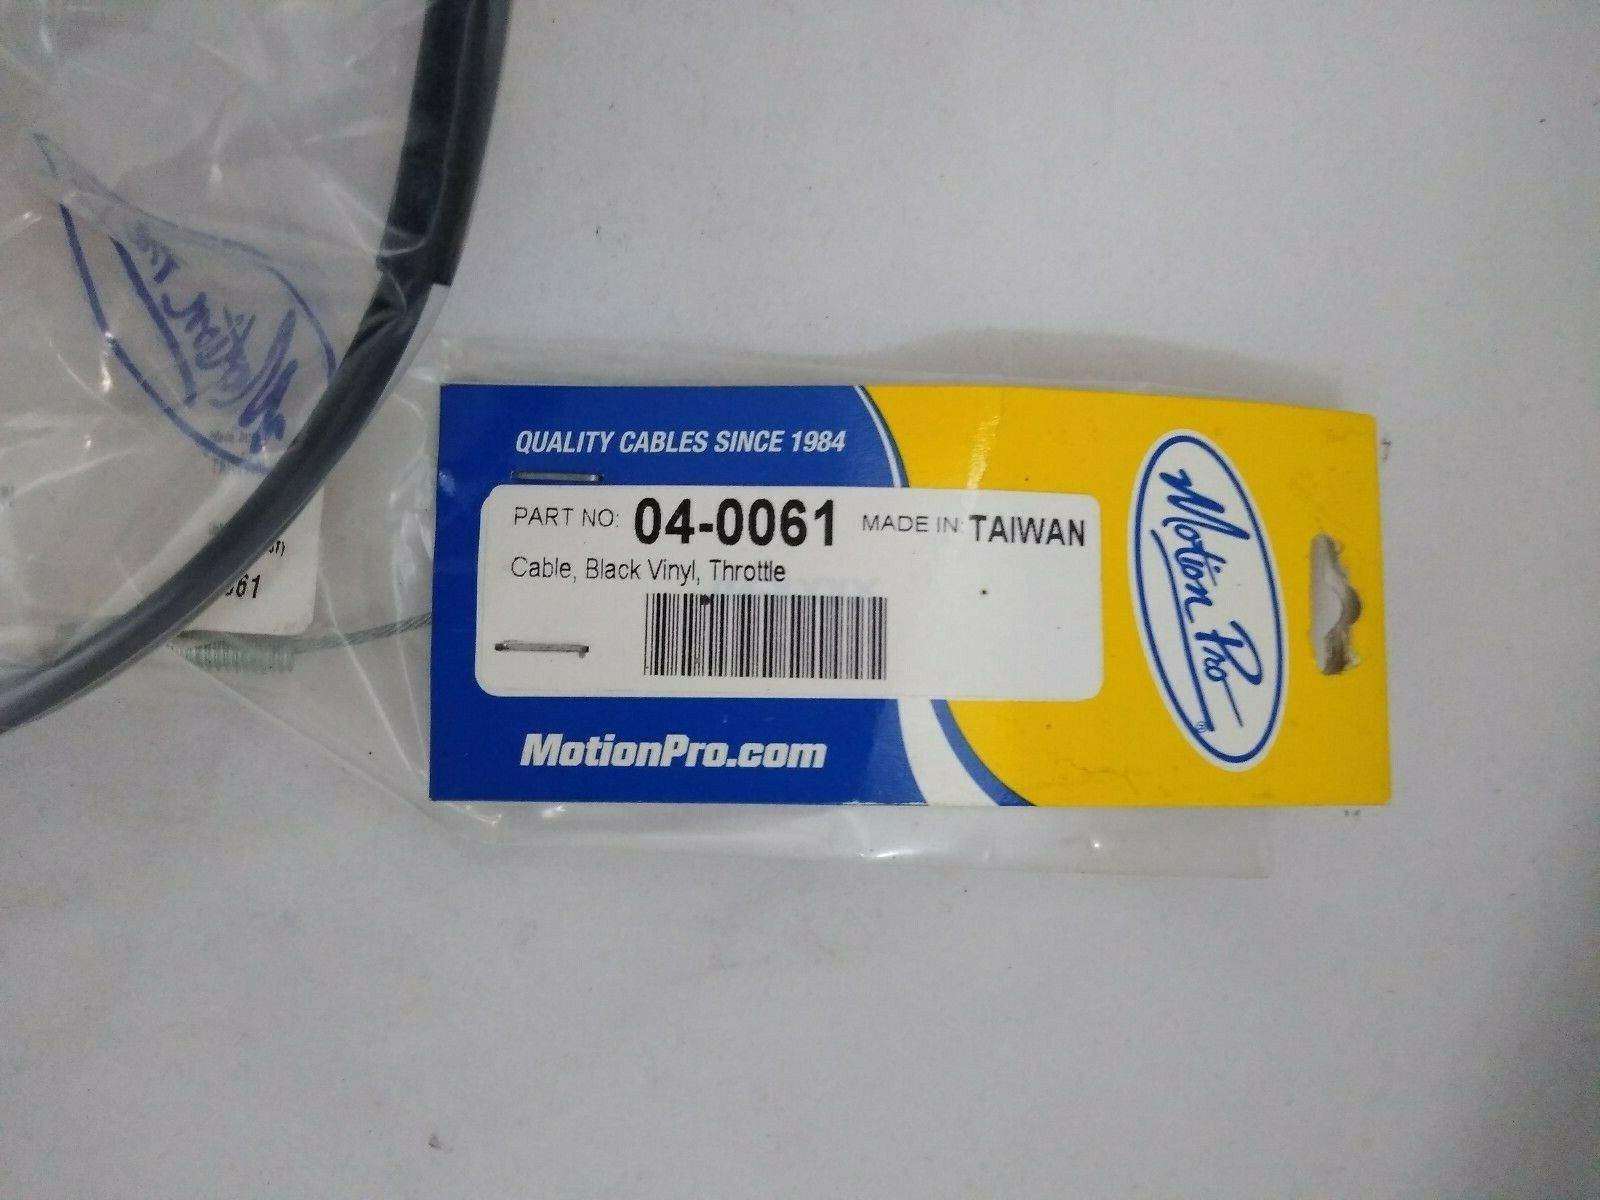 QUALITY CABLES SINCE 1984
PART NO: 04-0061 MADE IN: TAIWAN
Cable, Black Vinyl, Throttle
MotionPro.com
Motion Pro
®
Motion
061